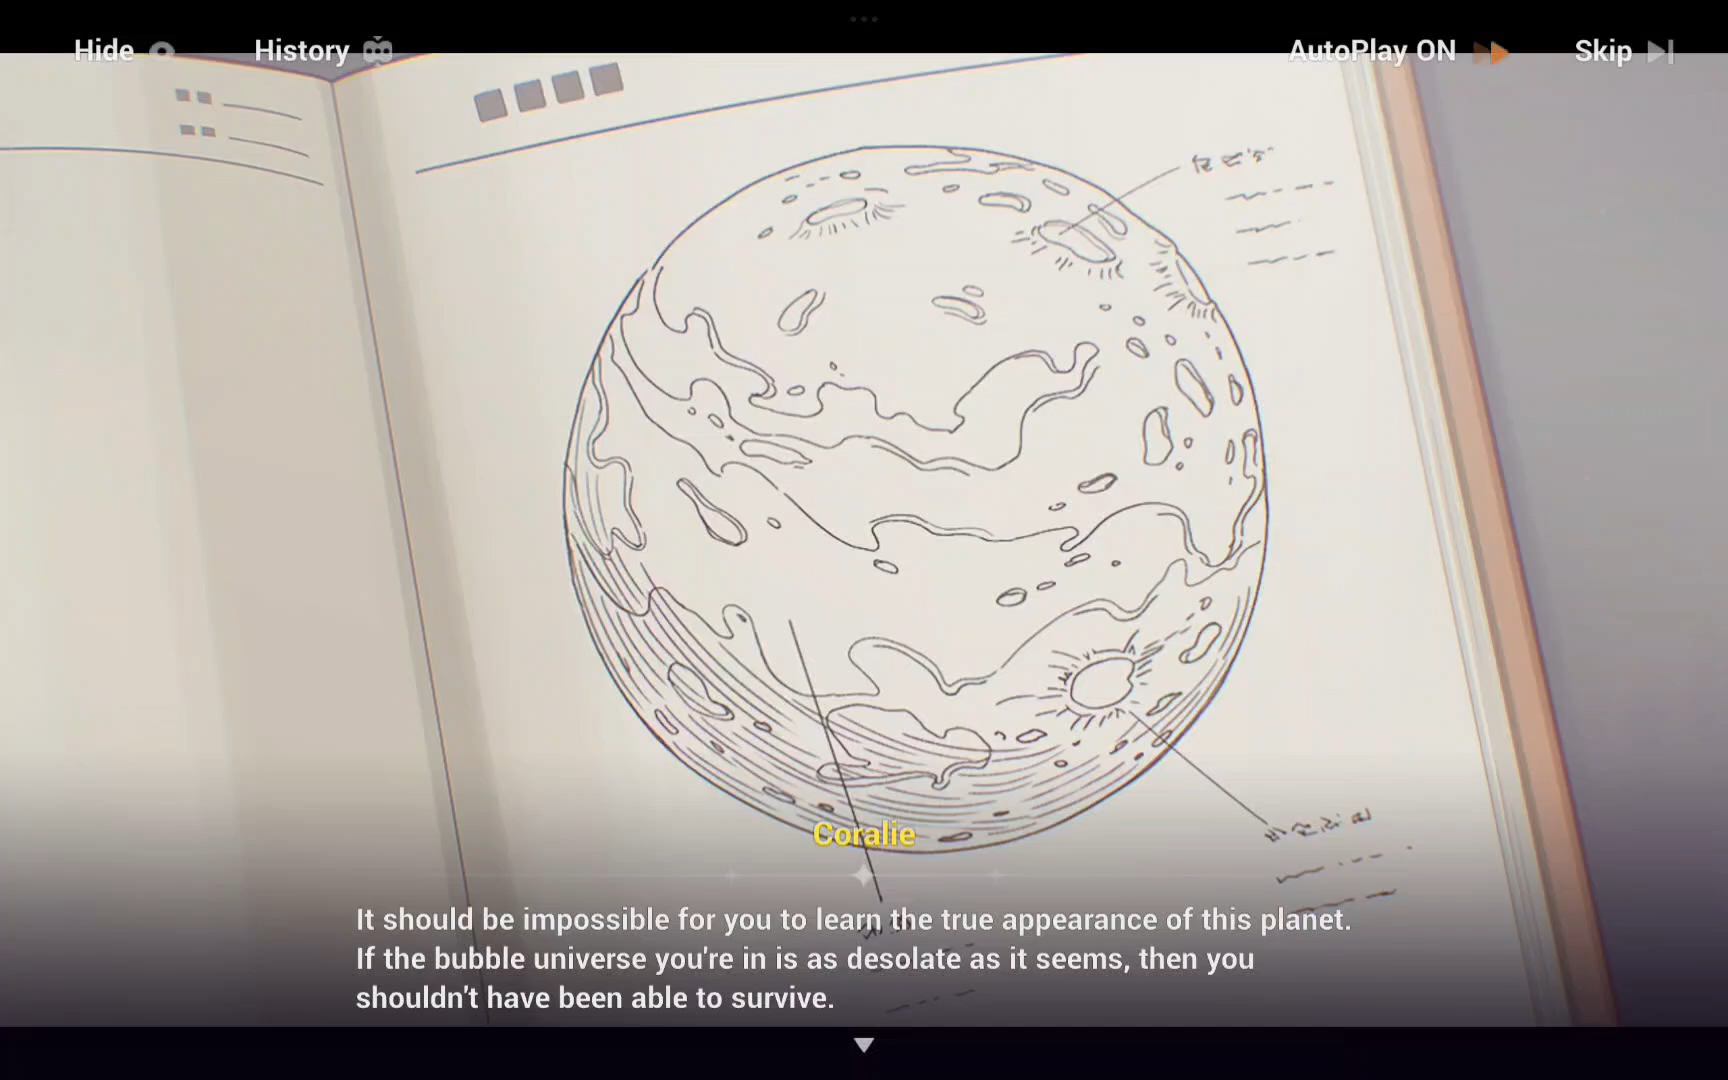 Hide
History
AutoPlay ON
Skip
Coralie
It should be impossible for you to learn the true appearance of this planet.
If the bubble universe you're in is as desolate as it seems, then you
shouldn't have been able to survive.